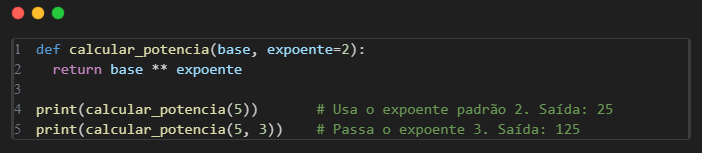 1 def calcular_potencia(base, expoente=2):
2   return base ** expoente
3
4 print(calcular_potencia(5))       # Usa o expoente padrão 2. Saída: 25
5 print(calcular_potencia(5, 3))    # Passa o expoente 3. Saída: 125